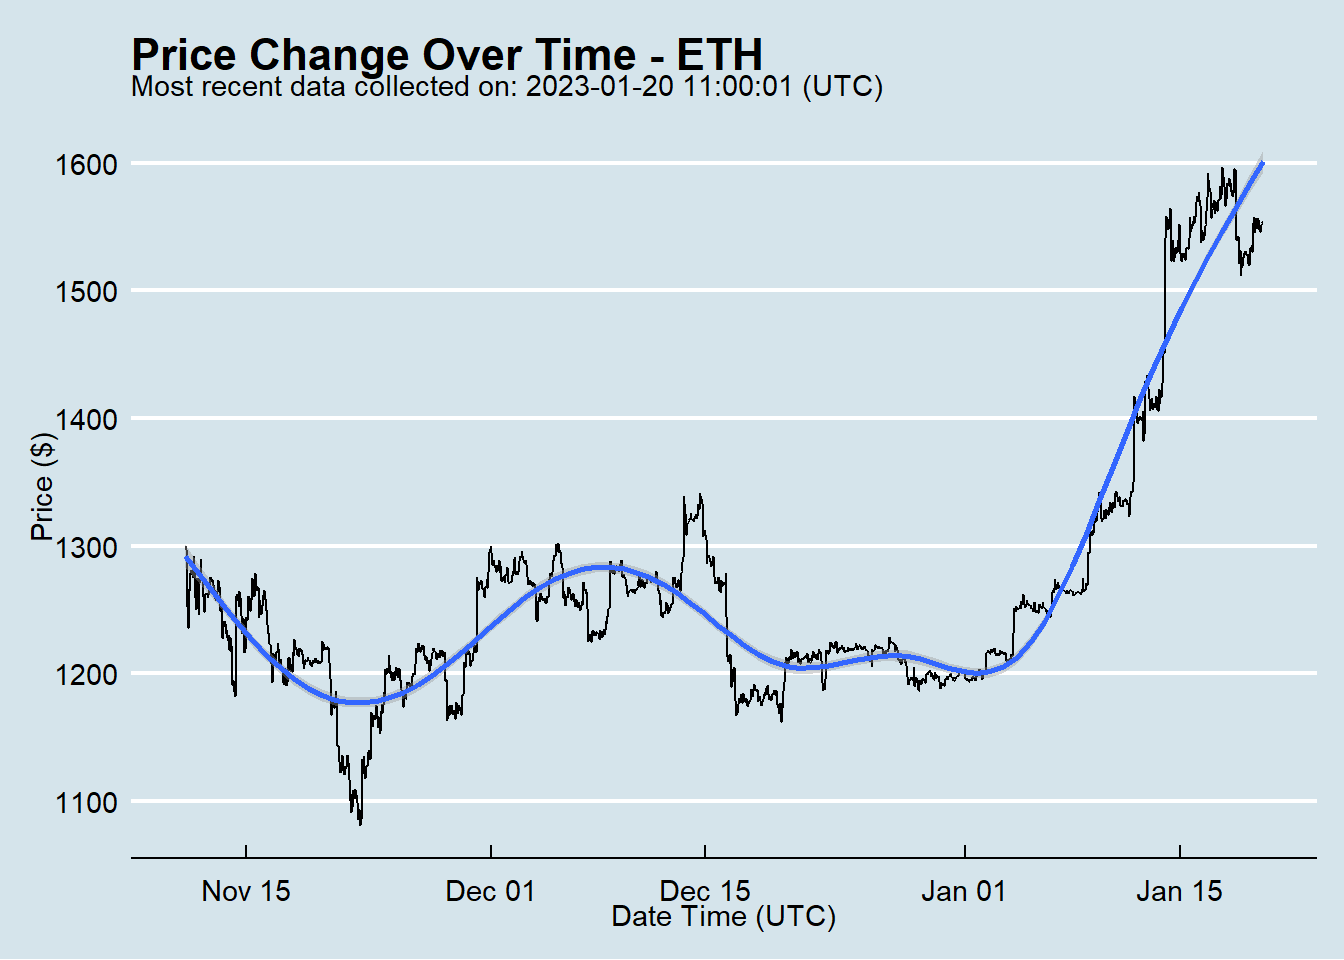 Price Change Over Time - ETH
Most recent data collected on: 2023-01-20 11:00:01 (UTC)
1600
1500
1400
1300
1200
1100
Price ($)
Nov 15
Dec 01
Dec 15
Jan 01
Jan 15
Date Time (UTC)